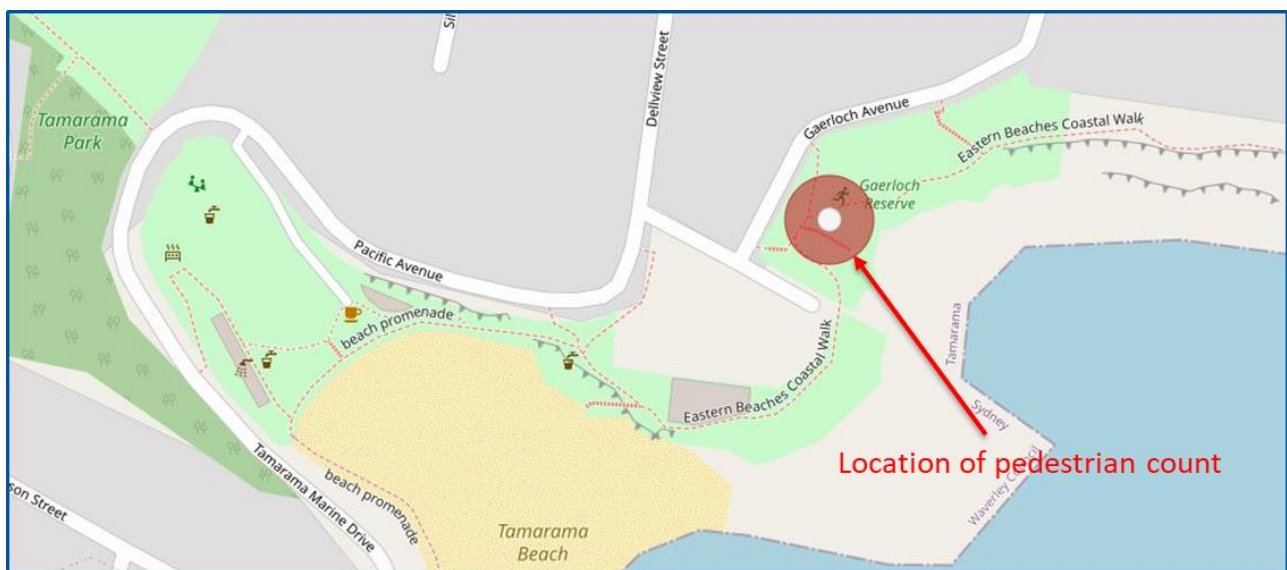 Tamarama
Park
Sil
Dellview Street
Gaerloch Avenue
Eastern Beaches Coastal Walk
Gaerloch
Reserve
Pacific Avenue
beach promenade
Eastern Beaches Coastal Walk
Tamarama
Sydney
Waverley Council
Location of pedestrian count
Tamarama Marine Drive
beach promenade
son Street
Tamarama
Beach